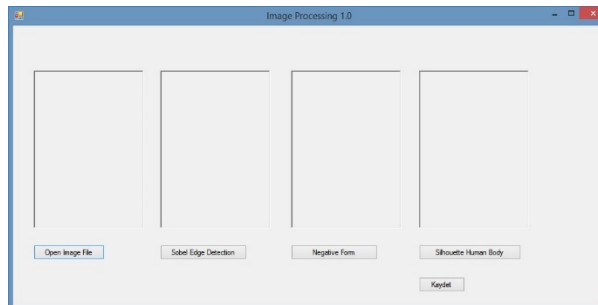 Image Processing 1.0
Open Image File
Sobel Edge Detection
Negative Form
Silhouette Human Body
Kaydet